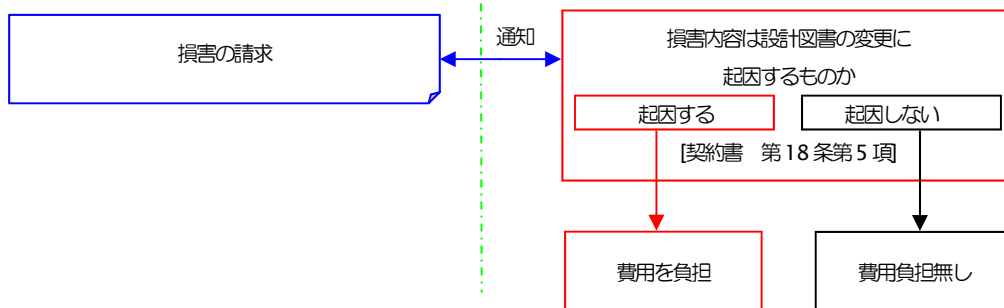 損害の請求
通知
損害内容は設計図書の変更に
起因するものか
起因する
起因しない
[契約書　第18条第5項]
費用を負担
費用負担無し